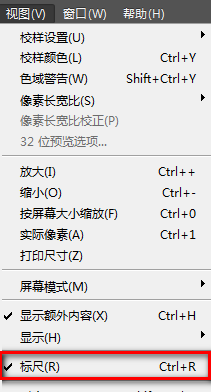 视图(V) 窗口(W) 帮助
校样设置(U)
校样颜色(L) Ctrl+Y
色域警告(W) Shift+Ctrl+Y
像素长宽比(S)
像素长宽比校正(P)
32 位预览选项...
放大(I) Ctrl++
缩小(O) Ctrl+-
按屏幕大小缩放(F) Ctrl+0
实际像素(A) Ctrl+1
打印尺寸(Z)
屏幕模式(M)
显示额外内容(X) Ctrl+H
显示(H)
标尺(R) Ctrl+R